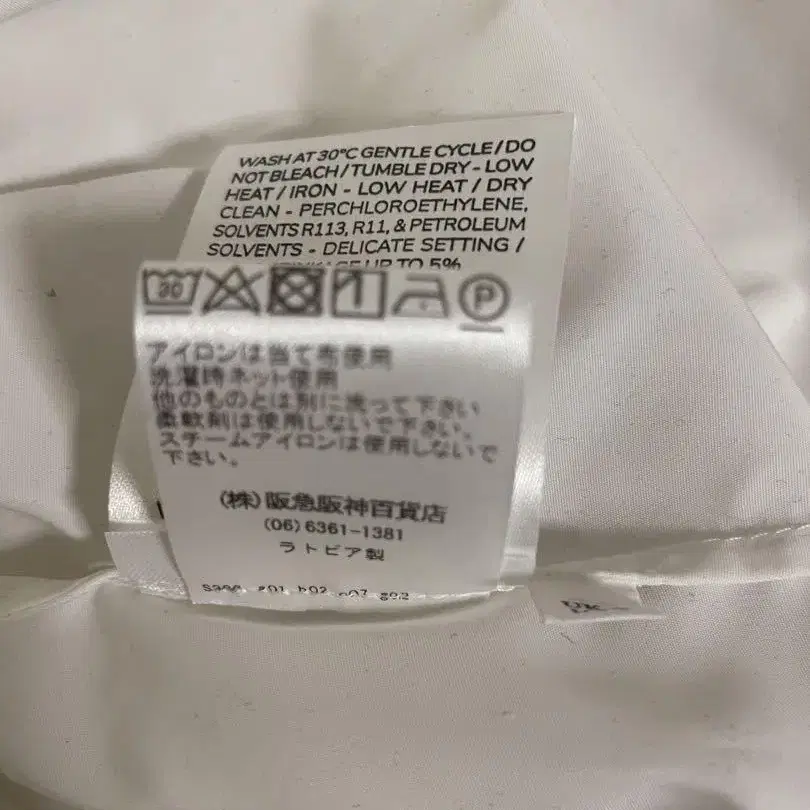 WASH AT 30°C GENTLE CYCLE / DO
NOT BLEACH / TUMBLE DRY - LOW
HEAT / IRON - LOW HEAT / DRY
CLEAN - PERCHLOROETHYLENE,
SOLVENTS R113, R11, & PETROLEUM
SOLVENTS - DELICATE SETTING /
UP TO 5%
30
P
アイロンは当て布使用
洗濯時ネット使用
他のものとは別に洗って下さい
柔軟剤は使用しないで下さい。
スチームアイロンは使用しないで
下さい。
(株)阪急阪神百貨店
(06)6361-1381
ラトビア製